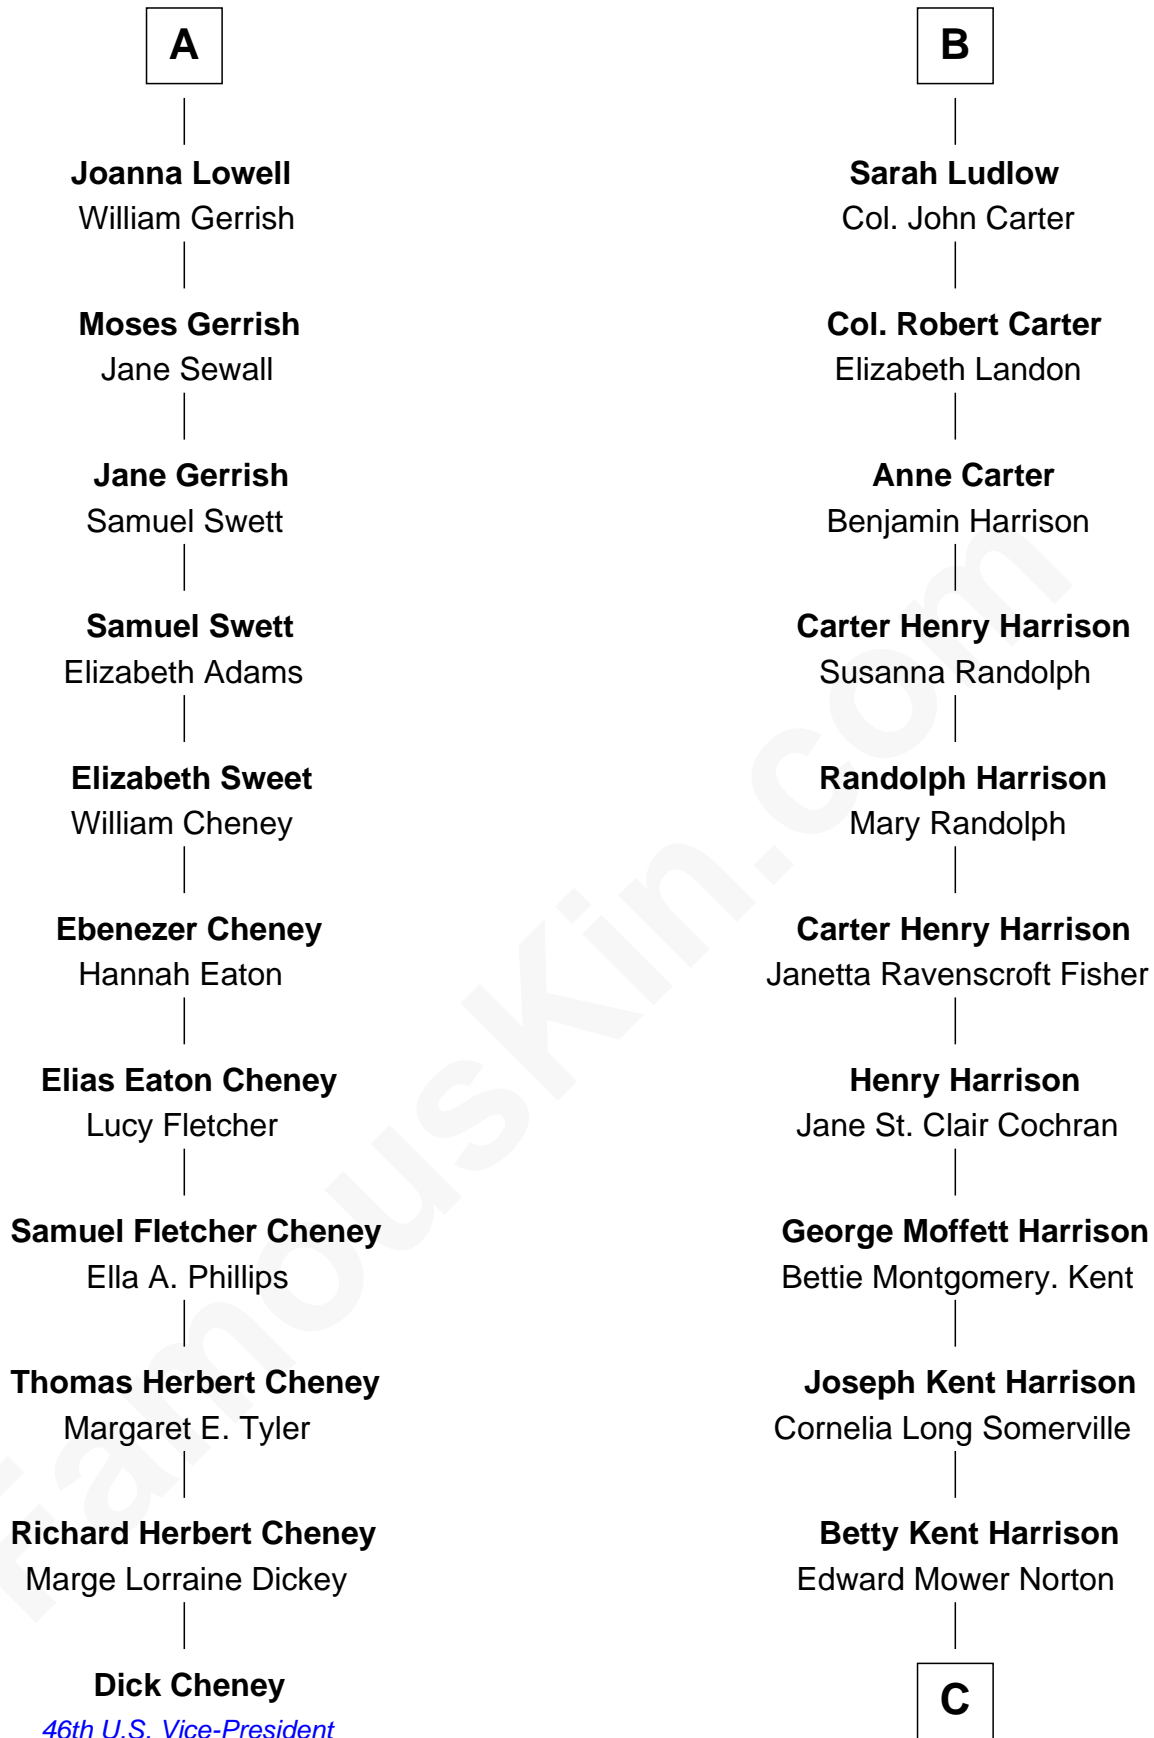 A
Joanna Lowell
William Gerrish
Moses Gerrish
Jane Sewall
Jane Gerrish
Samuel Swett
Samuel Swett
Elizabeth Adams
Elizabeth Sweet
William Cheney
Ebenezer Cheney
Hannah Eaton
Elias Eaton Cheney
Lucy Fletcher
Samuel Fletcher Cheney
Ella A. Phillips
Thomas Herbert Cheney
Margaret E. Tyler
Richard Herbert Cheney
Marge Lorraine Dickey
Dick Cheney
46th U.S. Vice-President
B
Sarah Ludlow
Col. John Carter
Col. Robert Carter
Elizabeth Landon
Anne Carter
Benjamin Harrison
Carter Henry Harrison
Susanna Randolph
Randolph Harrison
Mary Randolph
Carter Henry Harrison
Janetta Ravenscroft Fisher
Henry Harrison
Jane St. Clair Cochran
George Moffett Harrison
Bettie Montgomery. Kent
Joseph Kent Harrison
Cornelia Long Somerville
Betty Kent Harrison
Edward Mower Norton
C
FamousKin.com